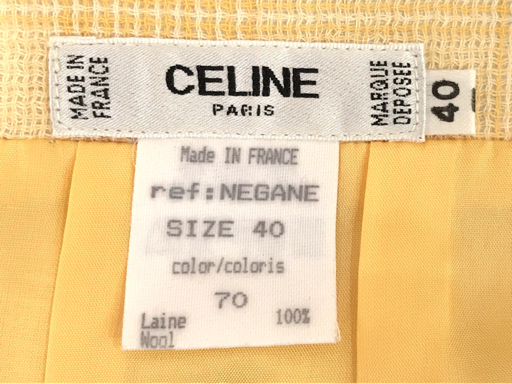 MADE IN
FRANCE
CELINE
PARIS
MARQUE
DEPOSEE
40
Made IN FRANCE
ref:NEGANE
SIZE 40
color/coloris
70
Laine 100%
Wool